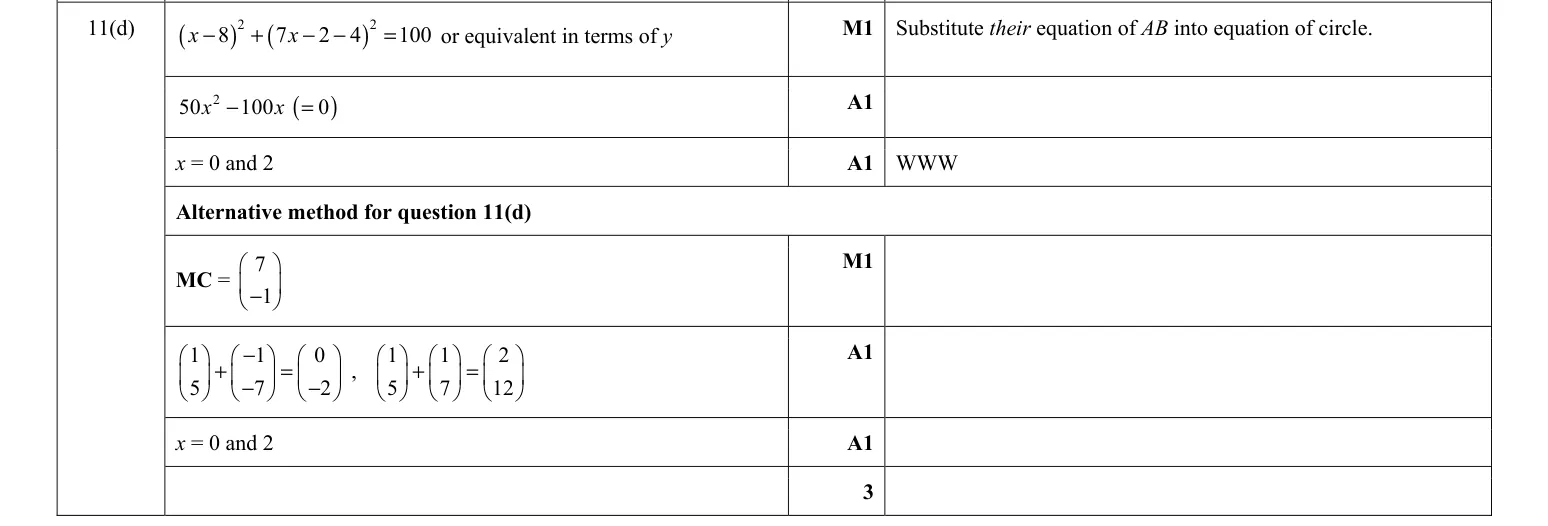 11(d) (x−8)² + (7x−2−4)² = 100 or equivalent in terms of y M1 Substitute their equation of AB into equation of circle.
50x² − 100x (= 0) A1
x = 0 and 2 A1 WWW
Alternative method for question 11(d)
MC = (7 −1) M1
(1 5) + (−1 −7) = (0 −2) , (1 5) + (1 7) = (2 12) A1
x = 0 and 2 A1
3